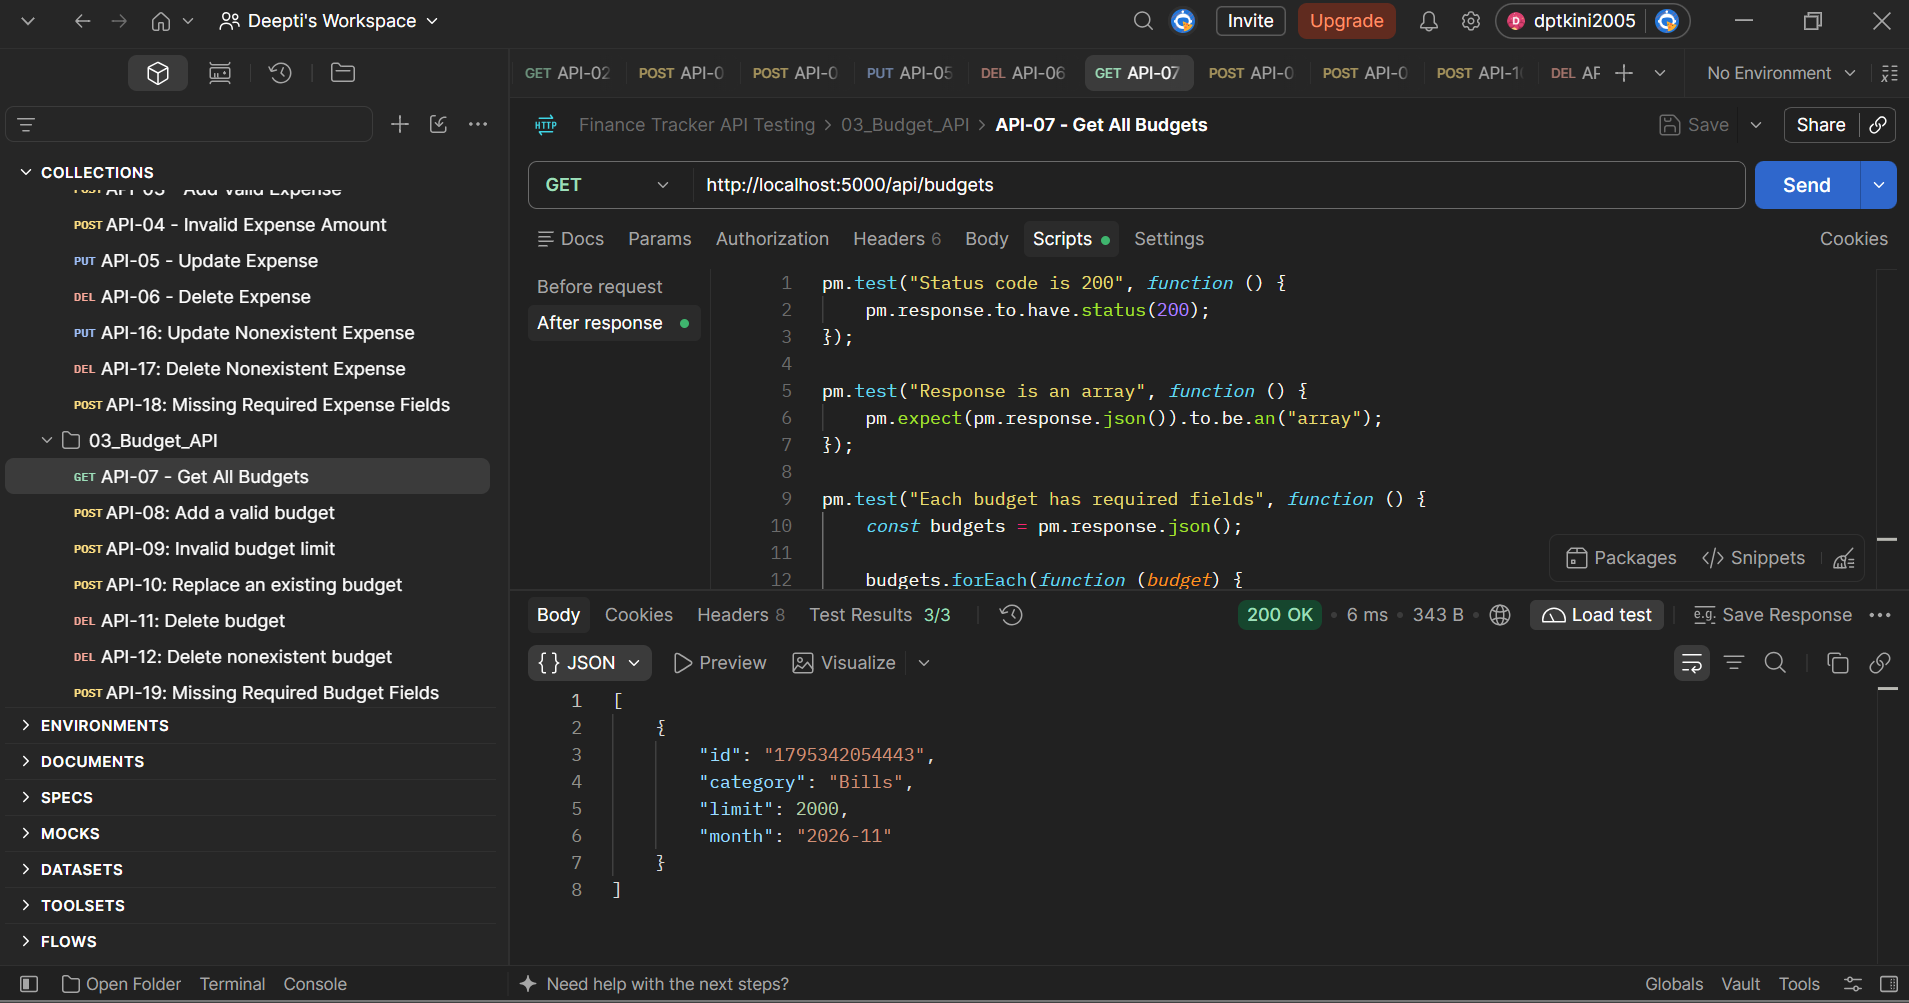 Deepti's Workspace
Invite
Upgrade
D dptkini2005
GET API-02
POST API-0
POST API-0
PUT API-05
DEL API-06
GET API-07
POST API-0
POST API-0
POST API-1
DEL AF
No Environment
HTTP Finance Tracker API Testing > 03_Budget_API > API-07 - Get All Budgets
Save
Share
COLLECTIONS
POST API-03 - Add Valid Expense
POST API-04 - Invalid Expense Amount
PUT API-05 - Update Expense
DEL API-06 - Delete Expense
PUT API-16: Update Nonexistent Expense
DEL API-17: Delete Nonexistent Expense
POST API-18: Missing Required Expense Fields
03_Budget_API
GET API-07 - Get All Budgets
POST API-08: Add a valid budget
POST API-09: Invalid budget limit
POST API-10: Replace an existing budget
DEL API-11: Delete budget
DEL API-12: Delete nonexistent budget
POST API-19: Missing Required Budget Fields
ENVIRONMENTS
DOCUMENTS
SPECS
MOCKS
DATASETS
TOOLSETS
FLOWS
GET
http://localhost:5000/api/budgets
Send
Docs
Params
Authorization
Headers 6
Body
Scripts
Settings
Cookies
Before request
After response
1 pm.test("Status code is 200", function () {
2 pm.response.to.have.status(200);
3 });
4
5 pm.test("Response is an array", function () {
6 pm.expect(pm.response.json()).to.be.an("array");
7 });
8
9 pm.test("Each budget has required fields", function () {
10 const budgets = pm.response.json();
11
12 budgets.forEach(function (budget) {
Packages
</> Snippets
Body
Cookies
Headers 8
Test Results 3/3
200 OK
6 ms
343 B
Load test
e.g. Save Response
{} JSON
Preview
Visualize
1 [
2 {
3 "id": "1795342054443",
4 "category": "Bills",
5 "limit": 2000,
6 "month": "2026-11"
7 }
8 ]
Open Folder
Terminal
Console
Need help with the next steps?
Globals
Vault
Tools